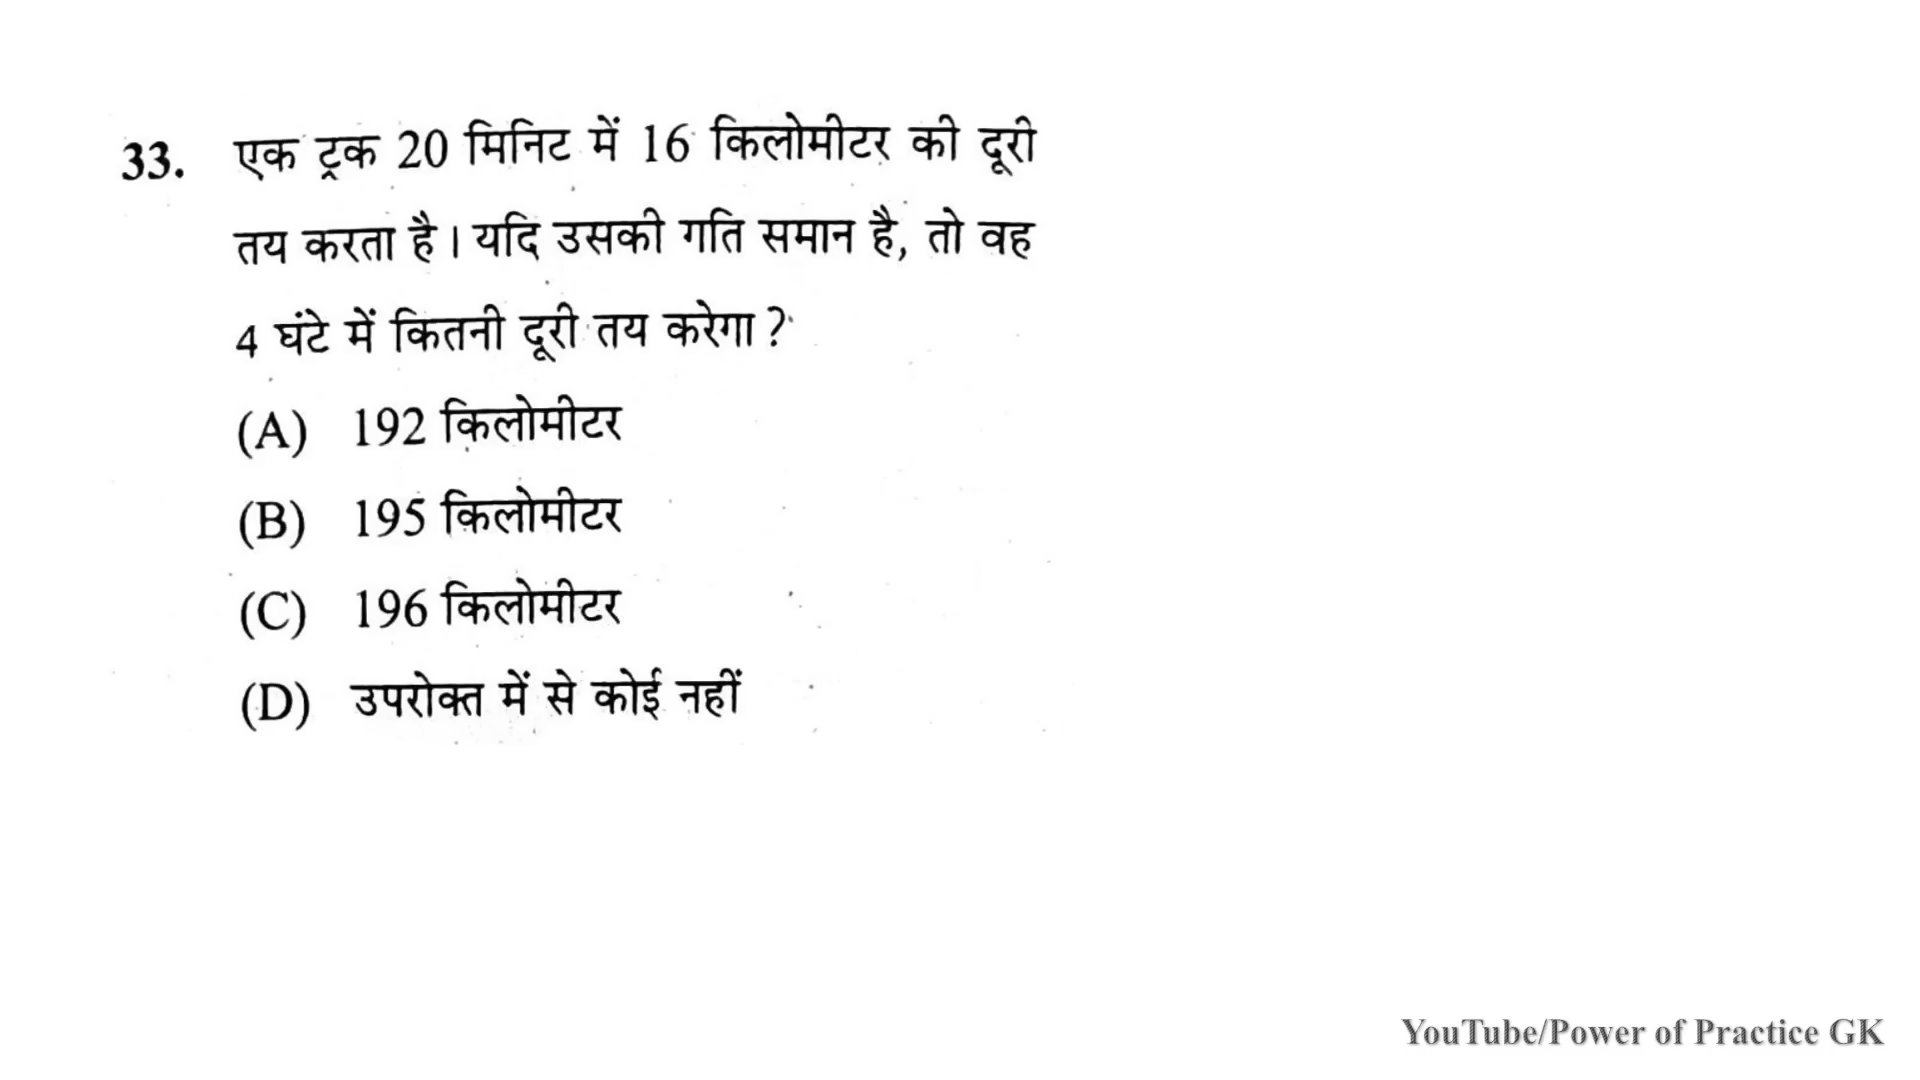 33. एक ट्रक 20 मिनिट में 16 किलोमीटर की दूरी
तय करता है। यदि उसकी गति समान है, तो वह
4 घंटे में कितनी दूरी तय करेगा ?
(A) 192 किलोमीटर
(B) 195 किलोमीटर
(C) 196 किलोमीटर
(D) उपरोक्त में से कोई नहीं
YouTube/Power of Practice GK